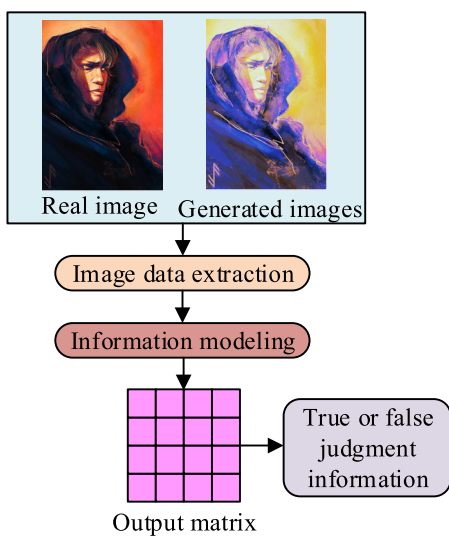 Real image
Generated images
Image data extraction
Information modeling
True or false
judgment
information
Output matrix